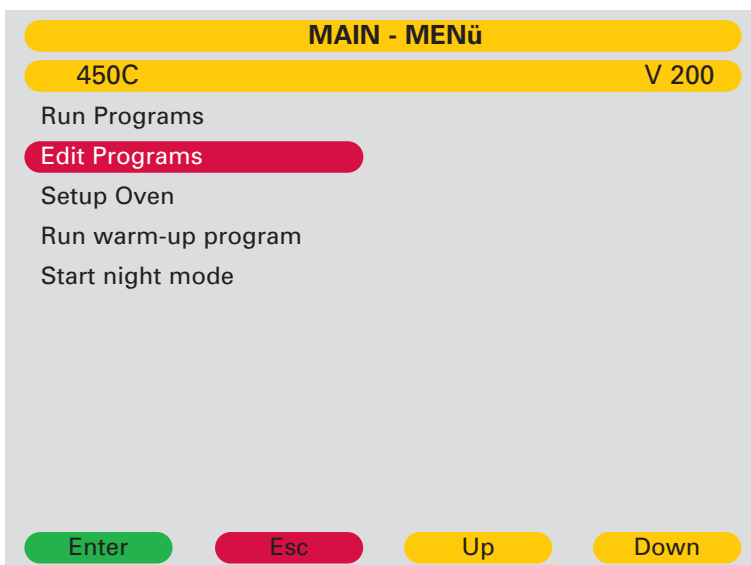 MAIN - MENü
450C V 200
Run Programs
Edit Programs
Setup Oven
Run warm-up program
Start night mode
Enter Esc Up Down